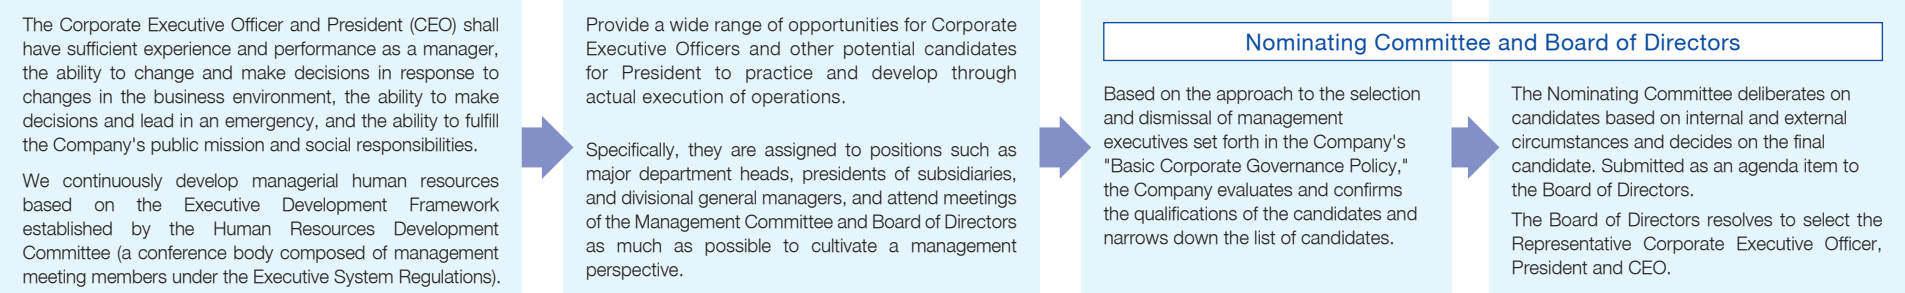 The Corporate Executive Officer and President (CEO) shall
have sufficient experience and performance as a manager,
the ability to change and make decisions in response to
changes in the business environment, the ability to make
decisions and lead in an emergency, and the ability to fulfill
the Company's public mission and social responsibilities.
We continuously develop managerial human resources
based on the Executive Development Framework
established by the Human Resources Development
Committee (a conference body composed of management
meeting members under the Executive System Regulations).
Provide a wide range of opportunities for Corporate
Executive Officers and other potential candidates
for President to practice and develop through
actual execution of operations.
Specifically, they are assigned to positions such as
major department heads, presidents of subsidiaries,
and divisional general managers, and attend meetings
of the Management Committee and Board of Directors
as much as possible to cultivate a management
perspective.
Nominating Committee and Board of Directors
Based on the approach to the selection
and dismissal of management
executives set forth in the Company's
"Basic Corporate Governance Policy,"
the Company evaluates and confirms
the qualifications of the candidates and
narrows down the list of candidates.
The Nominating Committee deliberates on
candidates based on internal and external
circumstances and decides on the final
candidate. Submitted as an agenda item to
the Board of Directors.
The Board of Directors resolves to select the
Representative Corporate Executive Officer,
President and CEO.